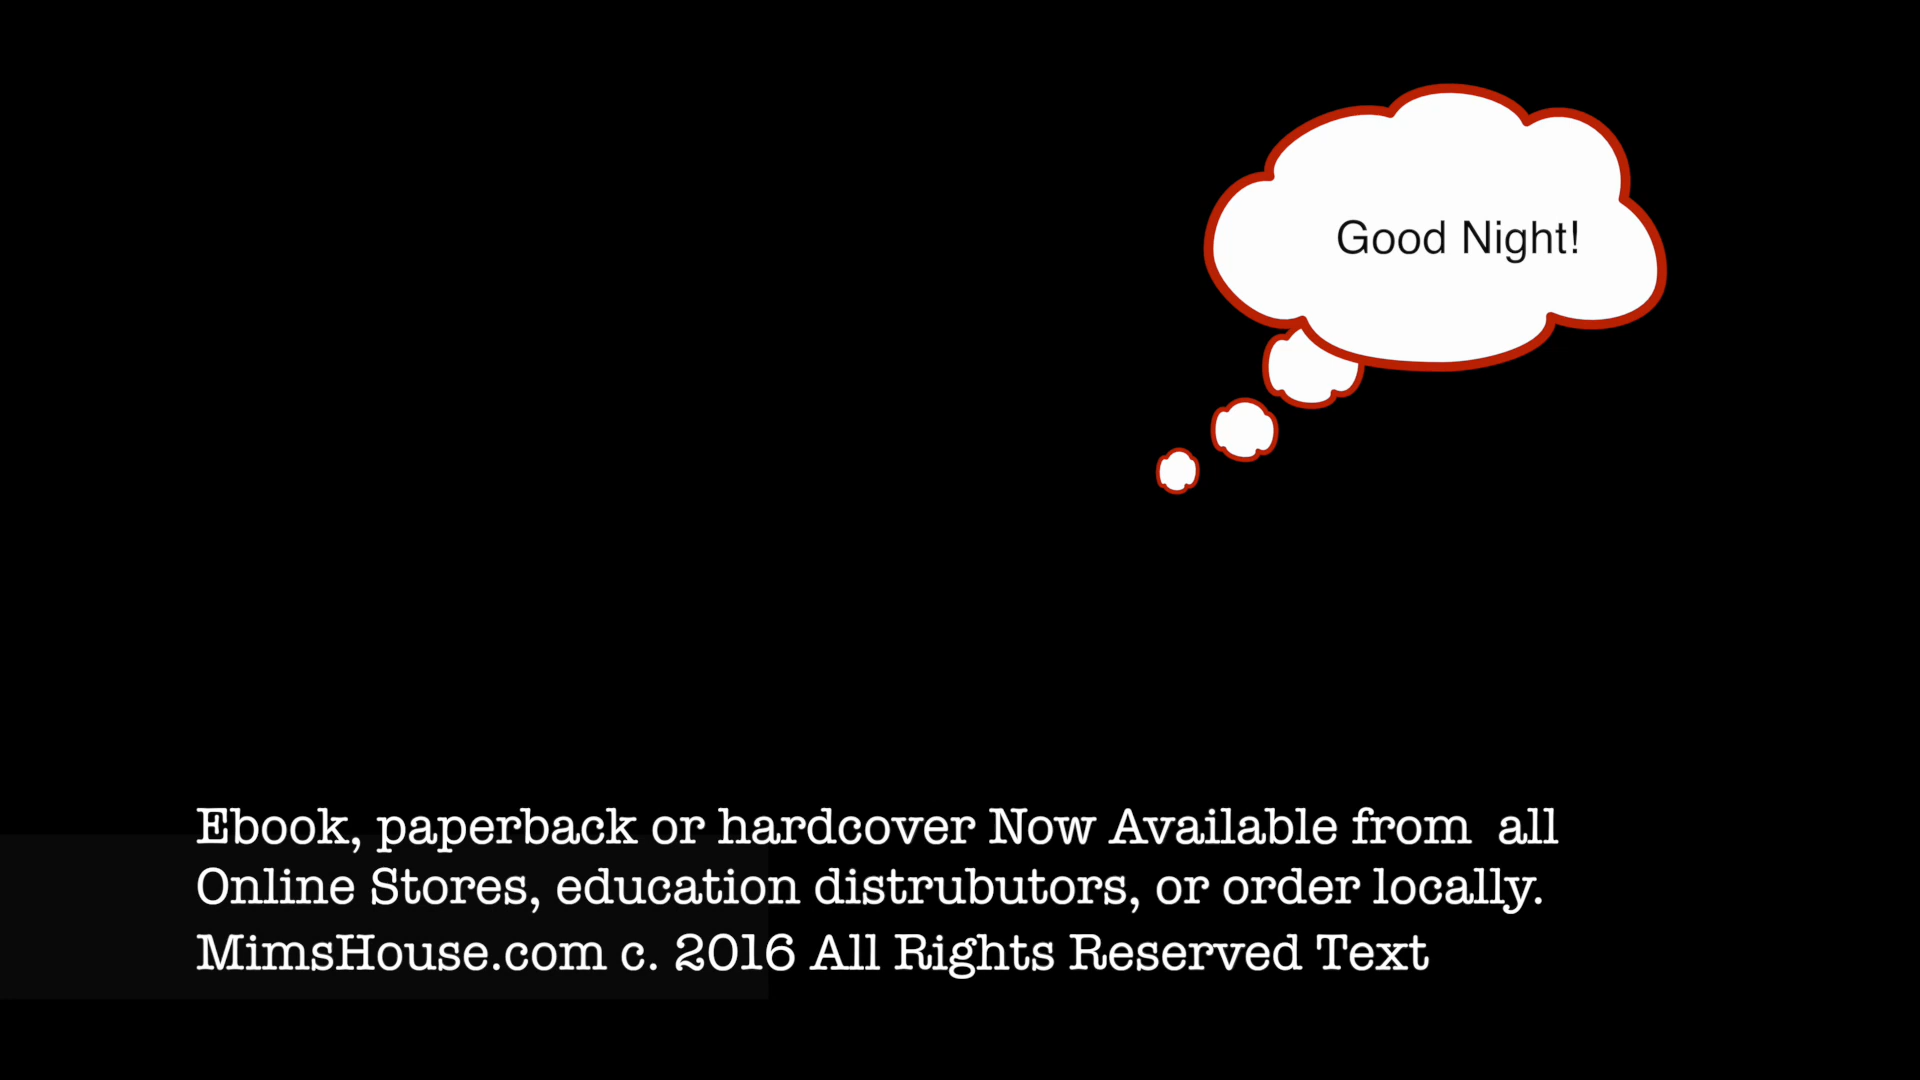 Good Night!
Ebook, paperback or hardcover Now Available from  all
Online Stores, education distrubutors, or order locally.
MimsHouse.com c. 2016 All Rights Reserved Text